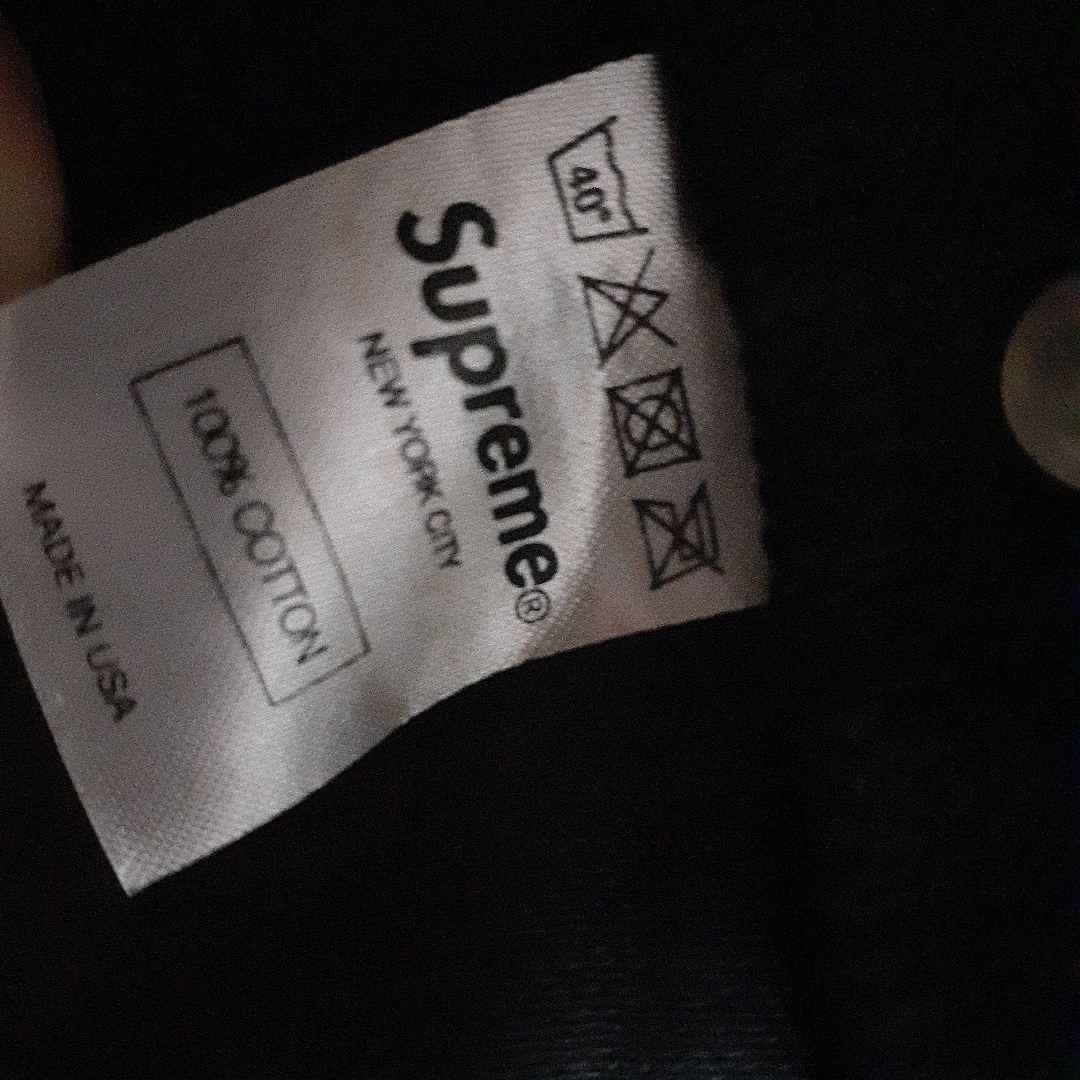 40°
Supreme®
NEW YORK CITY
100% COTTON
MADE IN USA